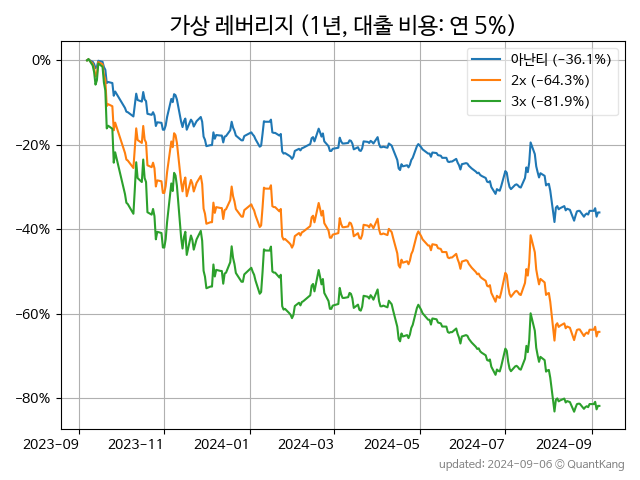 가상 레버리지 (1년, 대출 비용: 연 5%)
아난티 (−36.1%)
2x (−64.3%)
3x (−81.9%)
0%
−20%
−40%
−60%
−80%
2023-09
2023-11
2024-01
2024-03
2024-05
2024-07
2024-09
updated: 2024-09-06 © QuantKang